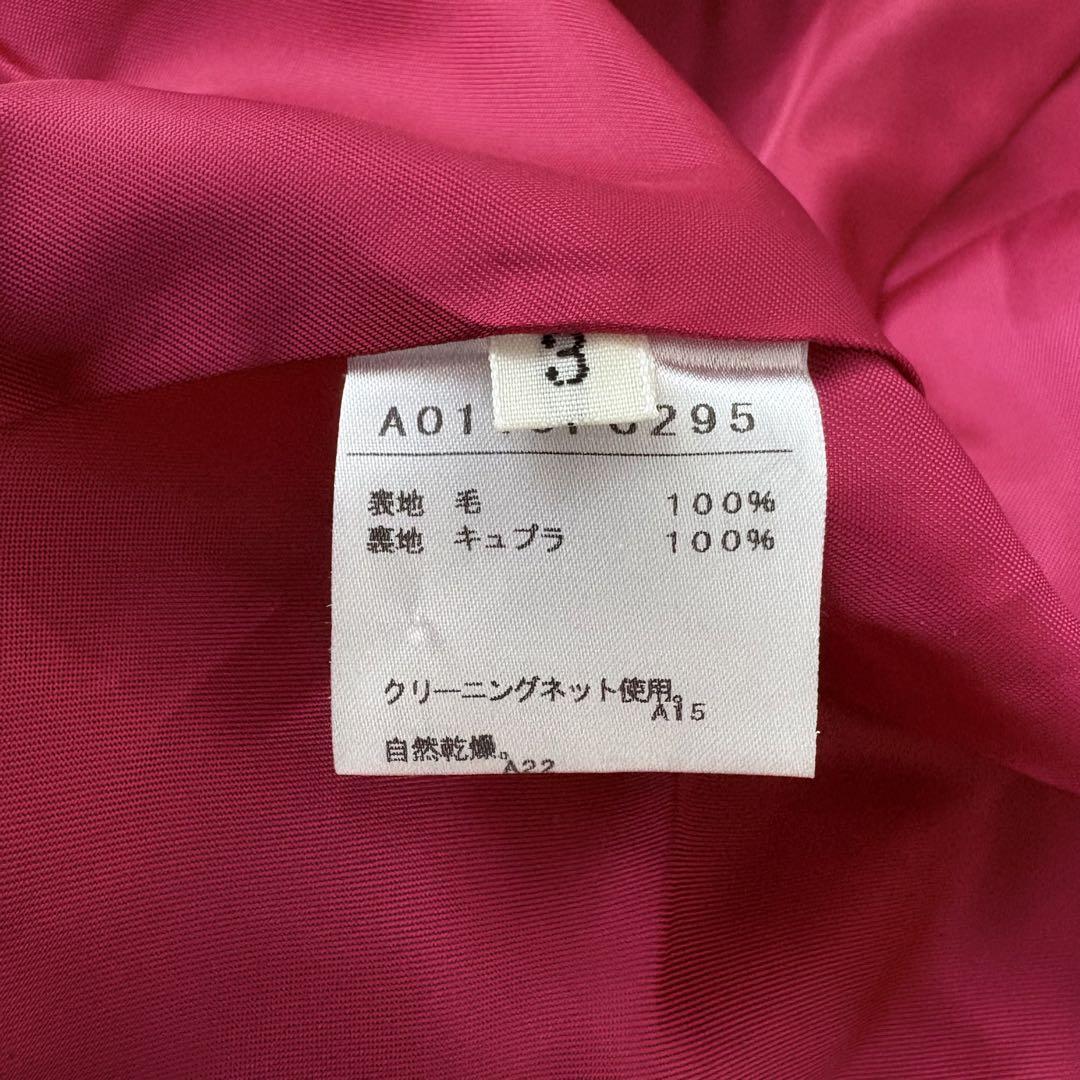 3
表地 毛 100%
裏地 キュプラ 100%
クリーニングネット使用。
A15
自然乾燥。
A22